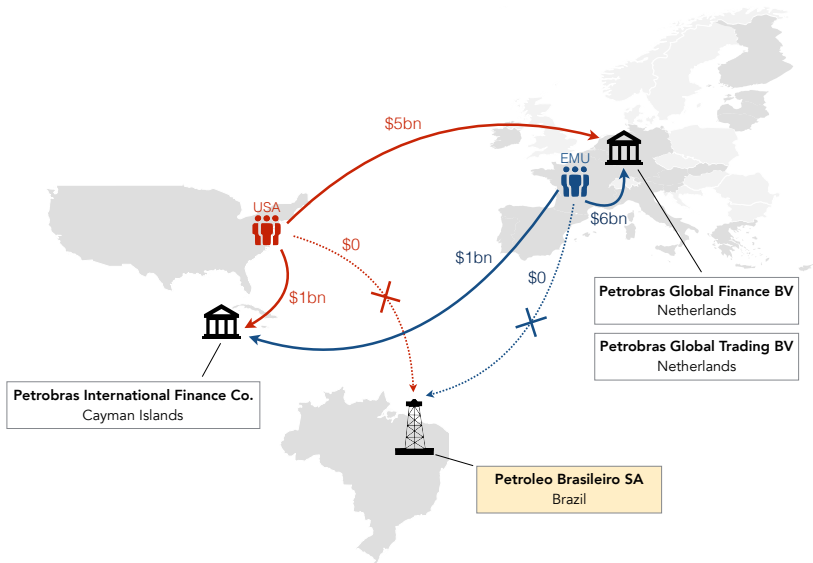 $5bn
EMU
USA
$6bn
$0
$1bn
$0
$1bn
Petrobras Global Finance BV
Netherlands
Petrobras Global Trading BV
Netherlands
Petrobras International Finance Co.
Cayman Islands
Petroleo Brasileiro SA
Brazil